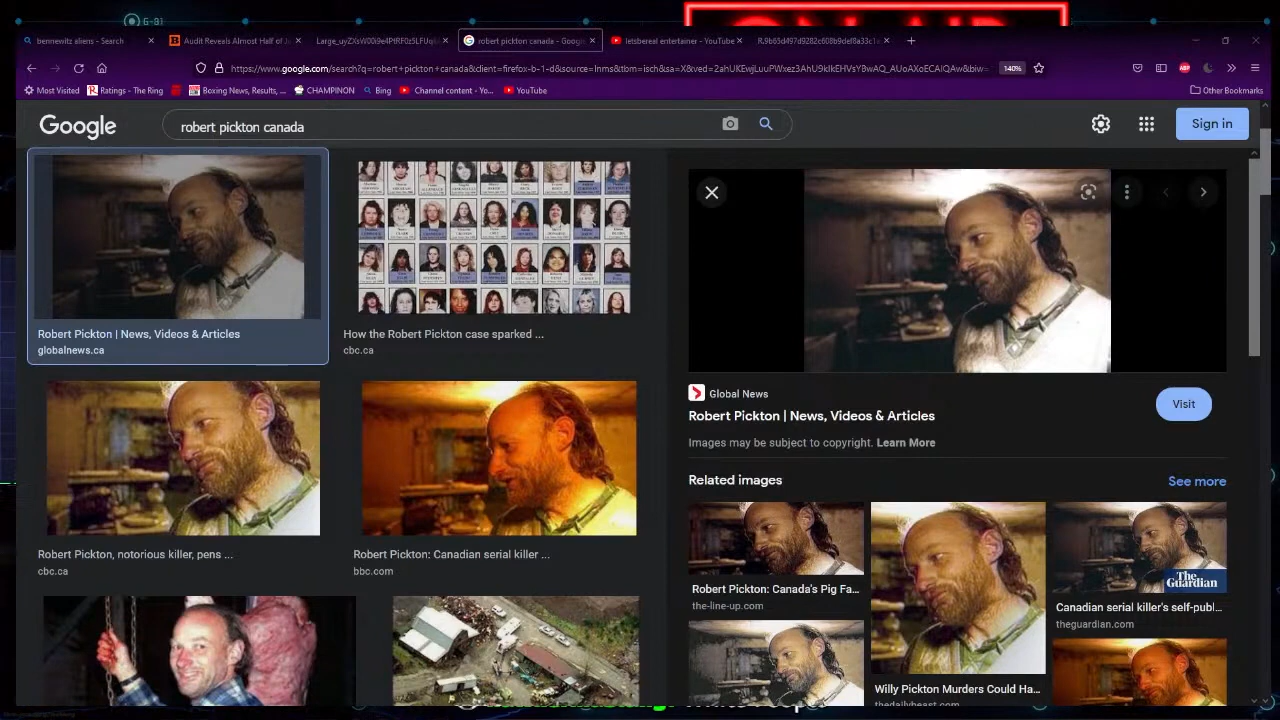 G-31
bennewitz aliens - Search
Audit Reveals Almost Half of J
robert pickton canada - Googl
letsbereal entertainer - YouTube
https://www.google.com/search?q=robert+pickton+canada&client=firefox-b-1-d&source=lnms&tbm=isch&sa=X&ved=
140%
Most Visited
Ratings - The Ring
Boxing News, Results, ...
CHAMPINON
Bing
Channel content - Yo...
YouTube
Other Bookmarks
Google
robert pickton canada
Sign in
Robert Pickton | News, Videos & Articles
globalnews.ca
How the Robert Pickton case sparked ...
cbc.ca
Robert Pickton, notorious killer, pens ...
cbc.ca
Robert Pickton: Canadian serial killer ...
bbc.com
Global News
Robert Pickton | News, Videos & Articles
Visit
Images may be subject to copyright. Learn More
Related images
See more
Robert Pickton: Canada's Pig Fa...
the-line-up.com
The Guardian
Canadian serial killer's self-publ...
theguardian.com
Willy Pickton Murders Could Ha...
thedailybeast.com